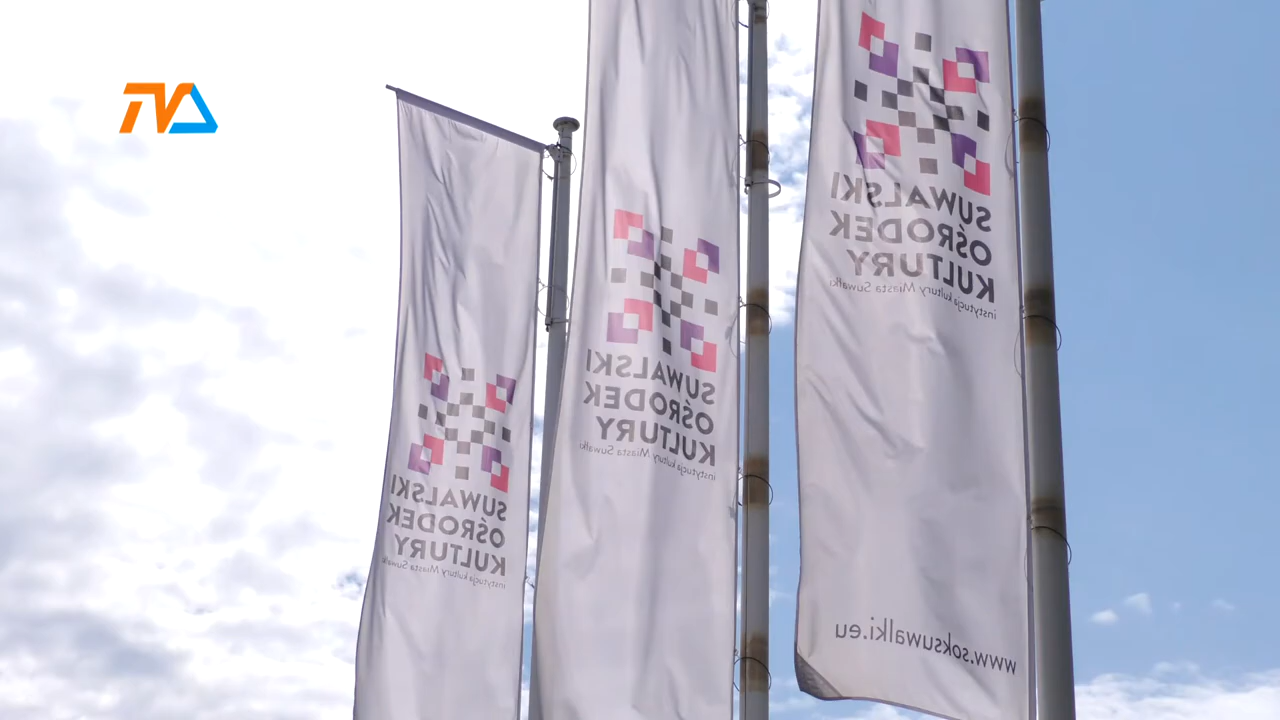 TVA
SUWALSKI
OŚRODEK
KULTURY
instytucja kultury Miasta Suwałki
SUWALSKI
OŚRODEK
KULTURY
instytucja kultury Miasta Suwałki
SUWALSKI
OŚRODEK
KULTURY
instytucja kultury Miasta Suwałki
www.soksuwalki.eu